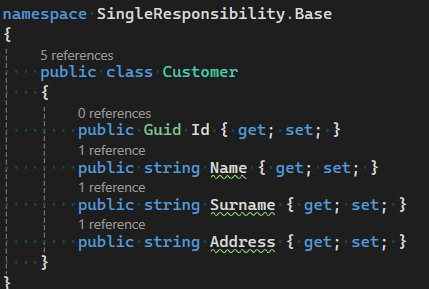 namespace SingleResponsibility.Base
{
5 references
public class Customer
{
0 references
public Guid Id { get; set; }
1 reference
public string Name { get; set; }
1 reference
public string Surname { get; set; }
1 reference
public string Address { get; set; }
}
}